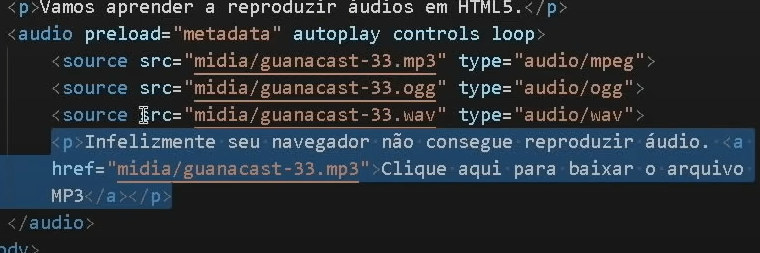 <p>Vamos aprender a reproduzir áudios em HTML5.</p>
<audio preload="metadata" autoplay controls loop>
<source src="midia/guanacast-33.mp3" type="audio/mpeg">
<source src="midia/guanacast-33.ogg" type="audio/ogg">
<source src="midia/guanacast-33.wav" type="audio/wav">
<p>Infelizmente seu navegador não consegue reproduzir áudio. <a
href="midia/guanacast-33.mp3">Clique aqui para baixar o arquivo
MP3</a></p>
</audio>
body>